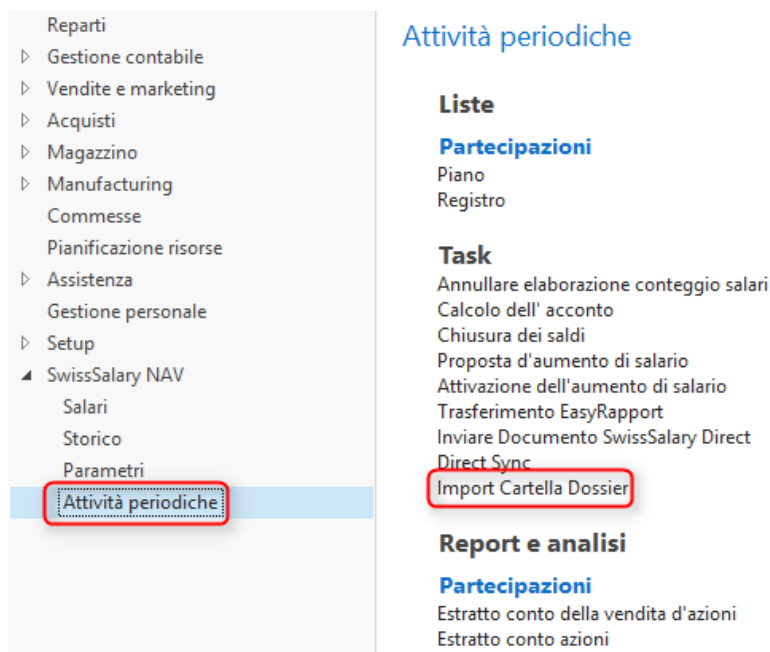 Reparti
Gestione contabile
Vendite e marketing
Acquisti
Magazzino
Manufacturing
Commesse
Pianificazione risorse
Assistenza
Gestione personale
Setup
SwissSalary NAV
Salari
Storico
Parametri
Attività periodiche
Attività periodiche
Liste
Partecipazioni
Piano
Registro
Task
Annullare elaborazione conteggio salari
Calcolo dell' acconto
Chiusura dei saldi
Proposta d'aumento di salario
Attivazione dell'aumento di salario
Trasferimento EasyRapport
Inviare Documento SwissSalary Direct
Direct Sync
Import Cartella Dossier
Report e analisi
Partecipazioni
Estratto conto della vendita d'azioni
Estratto conto azioni